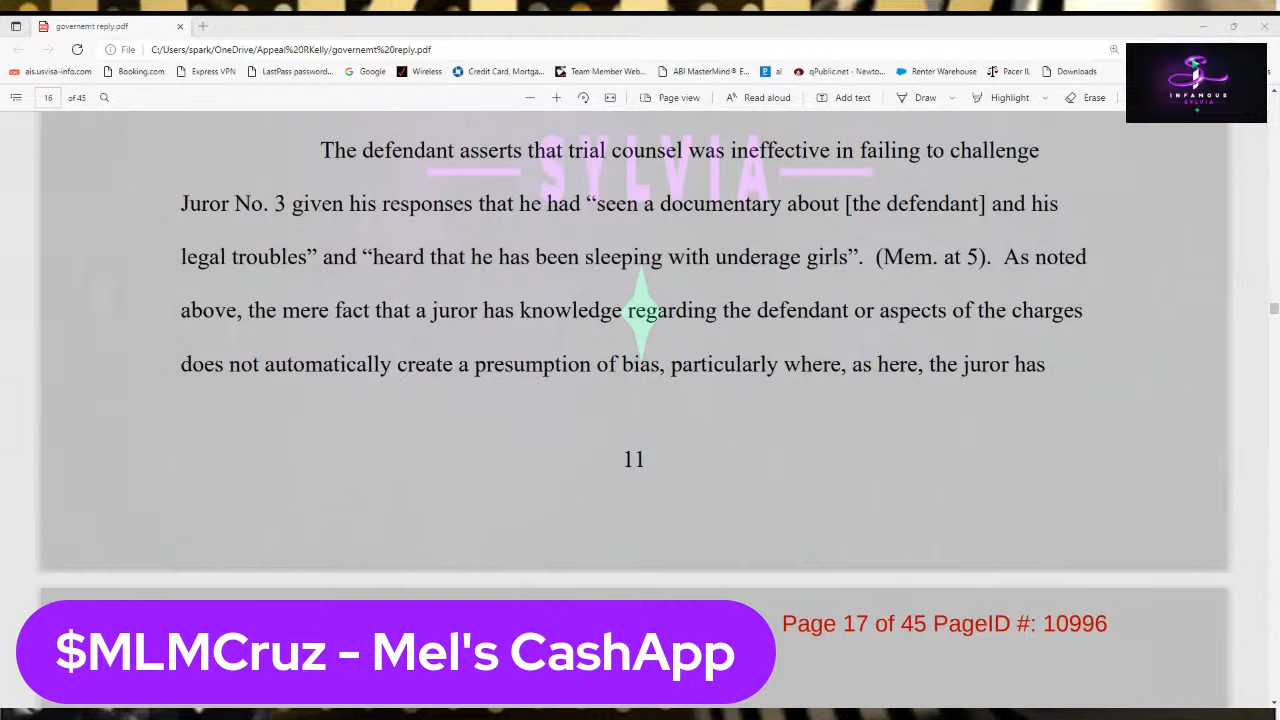 governemt reply.pdf
File C:/Users/spark/OneDrive/Appeal%20RKelly/governemt%20reply.pdf
ais.usvisa-info.com Booking.com Express VPN LastPass password... Google Wireless Credit Card, Mortga... Team Member Web... ABI MasterMind® E... al qPublic.net - Newto... Renter Warehouse Pacer IL Downloads
16 of 45 Page view Read aloud Add text Draw Highlight Erase
INFAMOUS
SYLVIA
SYLVIA
The defendant asserts that trial counsel was ineffective in failing to challenge
Juror No. 3 given his responses that he had “seen a documentary about [the defendant] and his
legal troubles” and “heard that he has been sleeping with underage girls”. (Mem. at 5). As noted
above, the mere fact that a juror has knowledge regarding the defendant or aspects of the charges
does not automatically create a presumption of bias, particularly where, as here, the juror has
11
Page 17 of 45 PageID #: 10996
$MLMCruz - Mel's CashApp